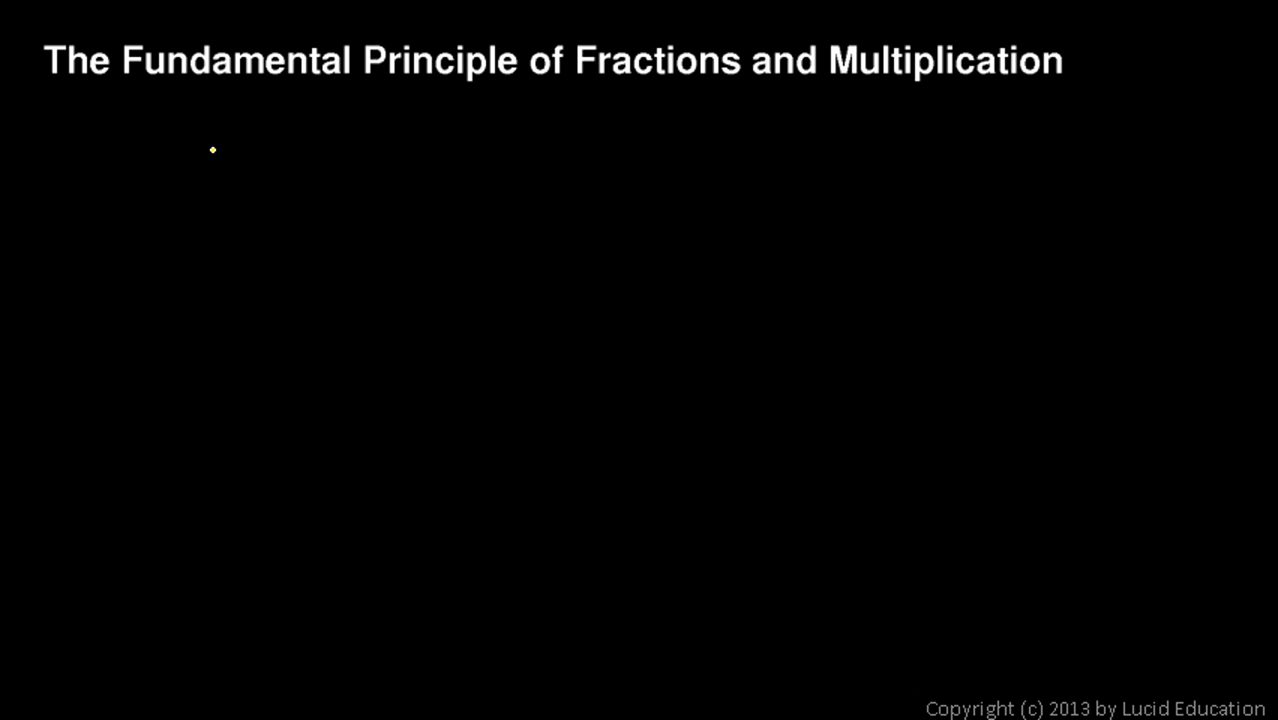 The Fundamental Principle of Fractions and Multiplication
Copyright (c) 2013 by Lucid Education